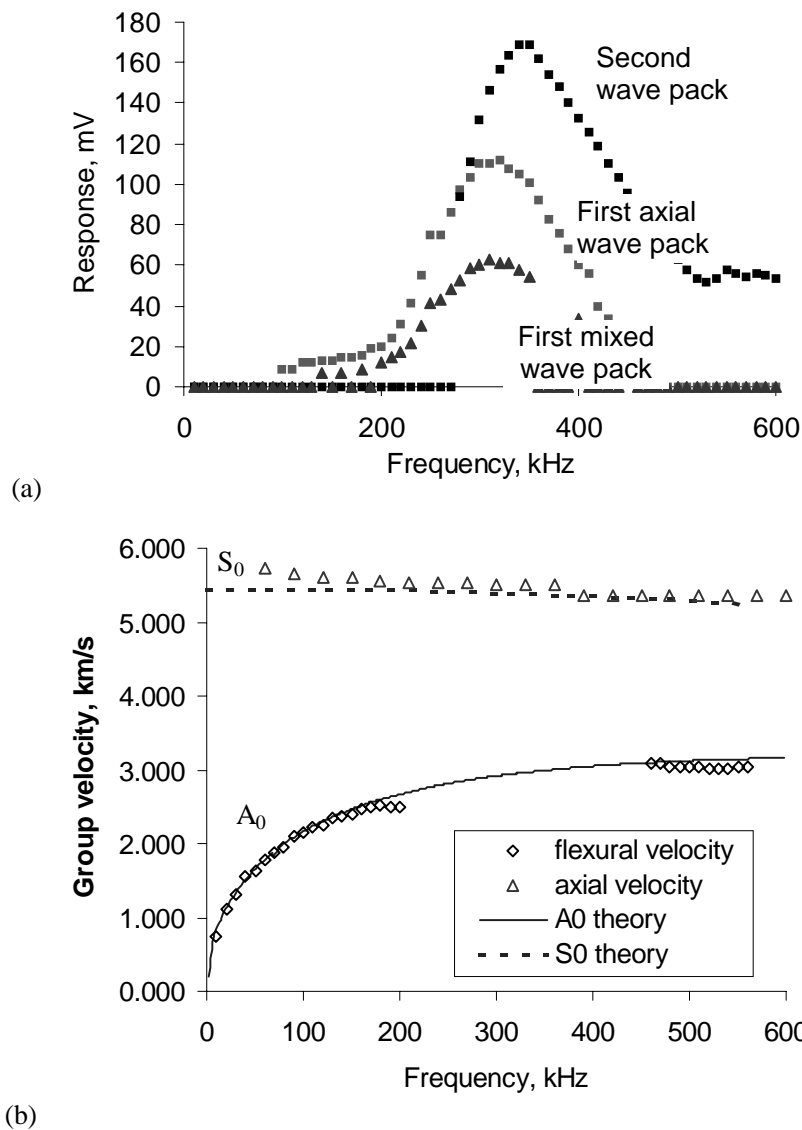 180
160
140
120
100
80
60
40
20
0
Response, mV
Second
wave pack
First axial
wave pack
First mixed
wave pack
0 200 400 600
Frequency, kHz
(a)
6.000
5.000
4.000
3.000
2.000
1.000
0.000
Group velocity, km/s
S0
A0
flexural velocity
axial velocity
A0 theory
S0 theory
0 100 200 300 400 500 600
Frequency, kHz
(b)